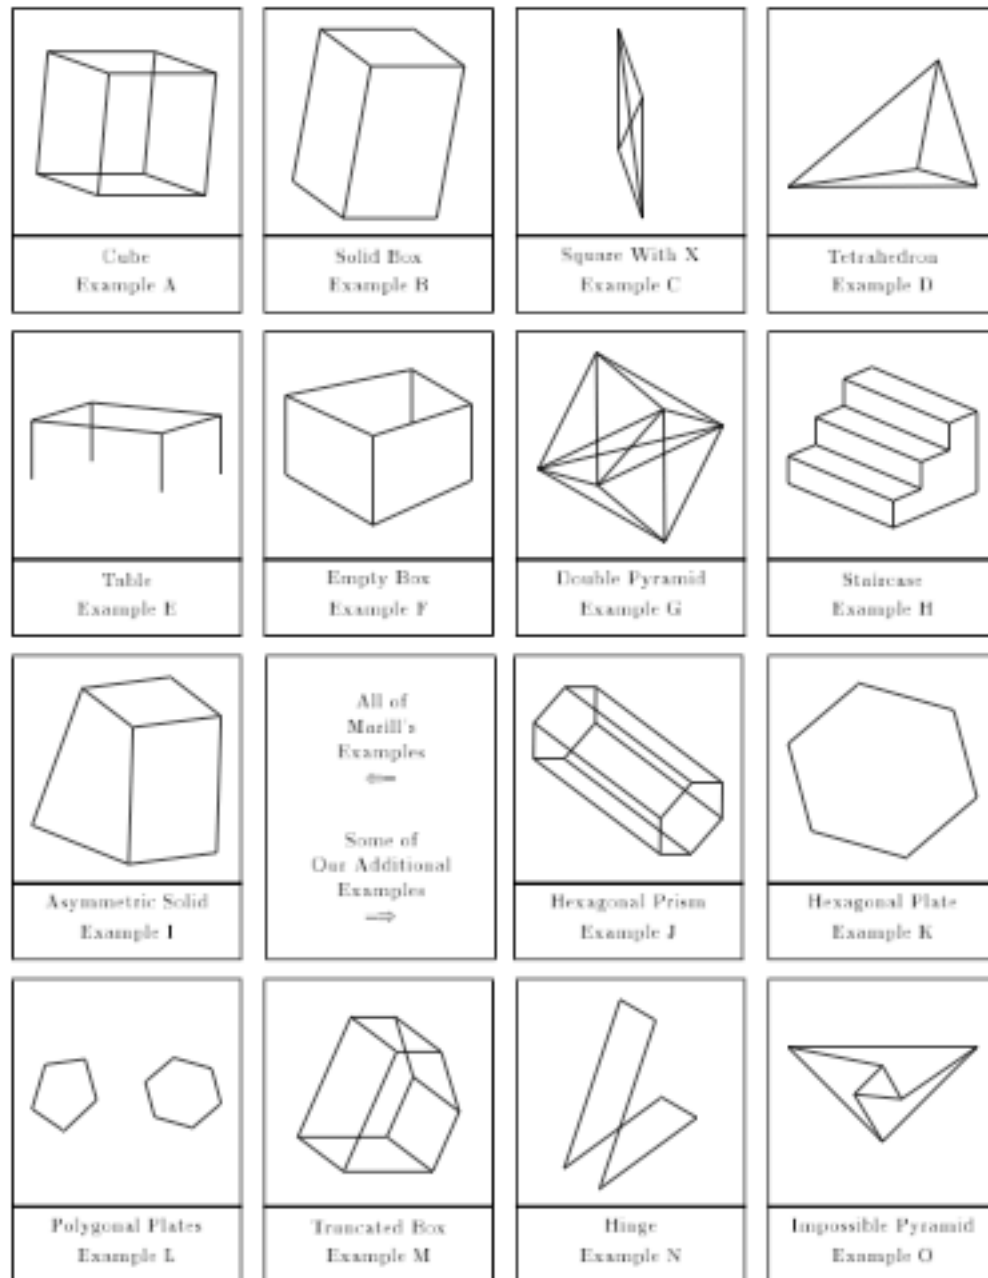 Cube
Example A
Solid Box
Example B
Square With X
Example C
Tetrahedron
Example D
Table
Example E
Empty Box
Example F
Double Pyramid
Example G
Staircase
Example H
Asymmetric Solid
Example I
All of
Marill's
Examples
⇐
Some of
Our Additional
Examples
⇒
Hexagonal Prism
Example J
Hexagonal Plate
Example K
Polygonal Plates
Example L
Truncated Box
Example M
Hinge
Example N
Impossible Pyramid
Example O